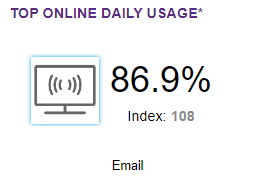 TOP ONLINE DAILY USAGE*
86.9%
Index: 108
Email